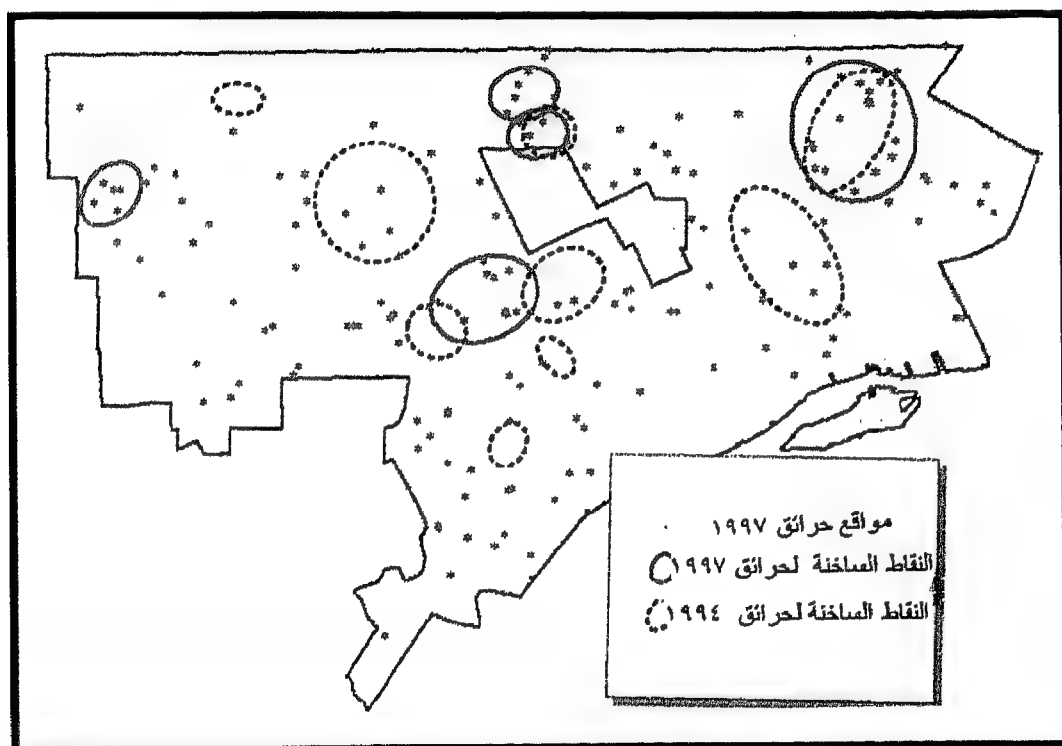 مواقع حرائق ١٩٩٧
النقاط الساخنة لحرائق ١٩٩٧
النقاط الساخنة لحرائق ١٩٩٤